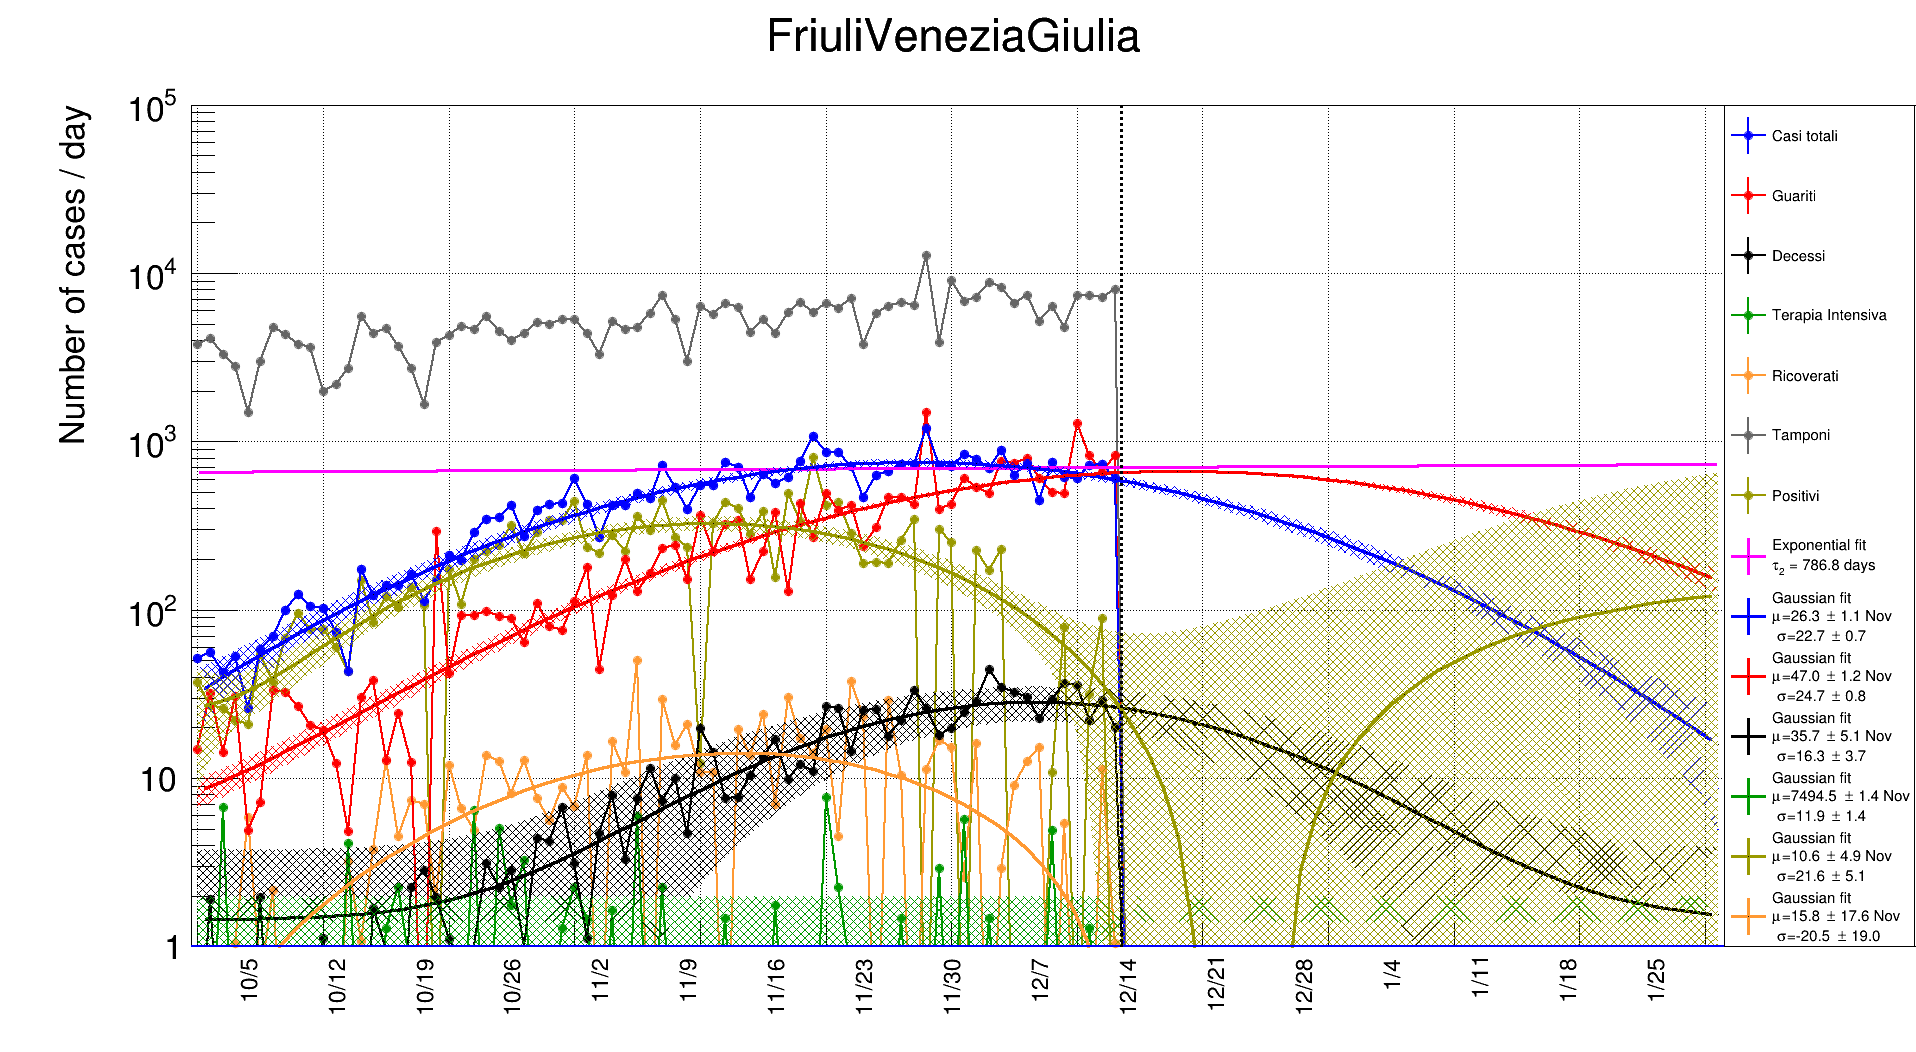 FriuliVeneziaGiulia
Number of cases / day
10⁵
10⁴
10³
10²
10
1
10/5
10/12
10/19
10/26
11/2
11/9
11/16
11/23
11/30
12/7
12/14
12/21
12/28
1/4
1/11
1/18
1/25
Casi totali
Guariti
Decessi
Terapia Intensiva
Ricoverati
Tamponi
Positivi
Exponential fit
τ₂ = 786.8 days
Gaussian fit
μ=26.3 ± 1.1 Nov
σ=22.7 ± 0.7
Gaussian fit
μ=47.0 ± 1.2 Nov
σ=24.7 ± 0.8
Gaussian fit
μ=35.7 ± 5.1 Nov
σ=16.3 ± 3.7
Gaussian fit
μ=7494.5 ± 1.4 Nov
σ=11.9 ± 1.4
Gaussian fit
μ=10.6 ± 4.9 Nov
σ=21.6 ± 5.1
Gaussian fit
μ=15.8 ± 17.6 Nov
σ=-20.5 ± 19.0